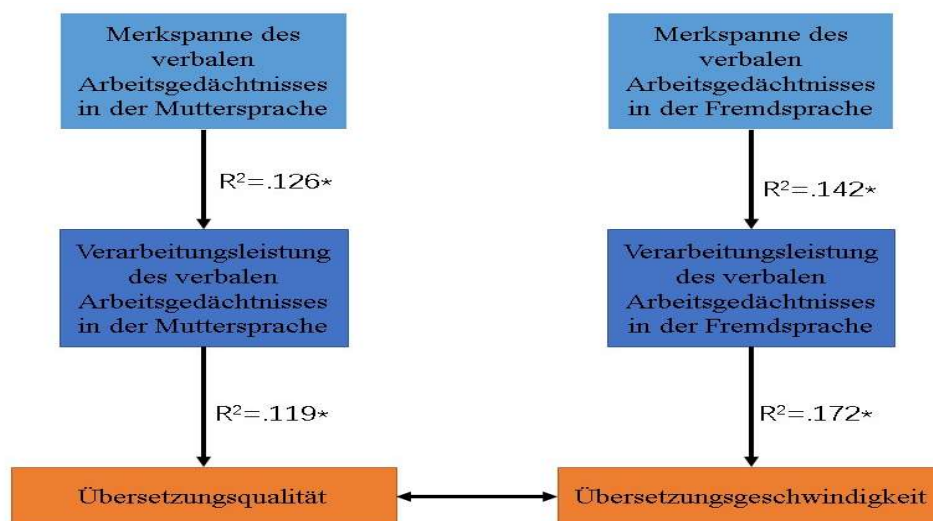 Merkspanne des
verbalen
Arbeitsgedächtnisses
in der Muttersprache
Merkspanne des
verbalen
Arbeitsgedächtnisses
in der Fremdsprache
R²=.126*
R²=.142*
Verarbeitungsleistung
des verbalen
Arbeitsgedächtnisses
in der Muttersprache
Verarbeitungsleistung
des verbalen
Arbeitsgedächtnisses
in der Fremdsprache
R²=.119*
R²=.172*
Übersetzungsqualität
Übersetzungsgeschwindigkeit